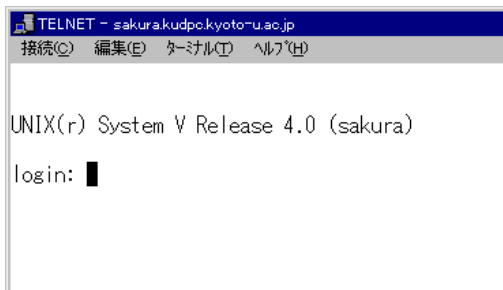 TELNET - sakura.kudpc.kyoto-u.ac.jp
接続(C) 編集(E) ターミナル(T) ヘルプ(H)
UNIX(r) System V Release 4.0 (sakura)
login: